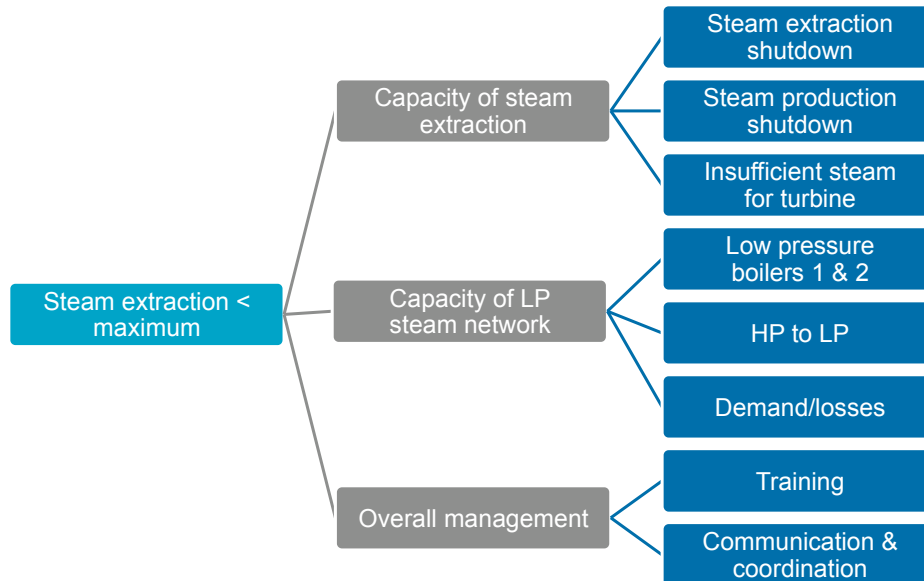 Steam extraction <
maximum
Capacity of steam
extraction
Steam extraction
shutdown
Steam production
shutdown
Insufficient steam
for turbine
Capacity of LP
steam network
Low pressure
boilers 1 & 2
HP to LP
Demand/losses
Overall management
Training
Communication &
coordination